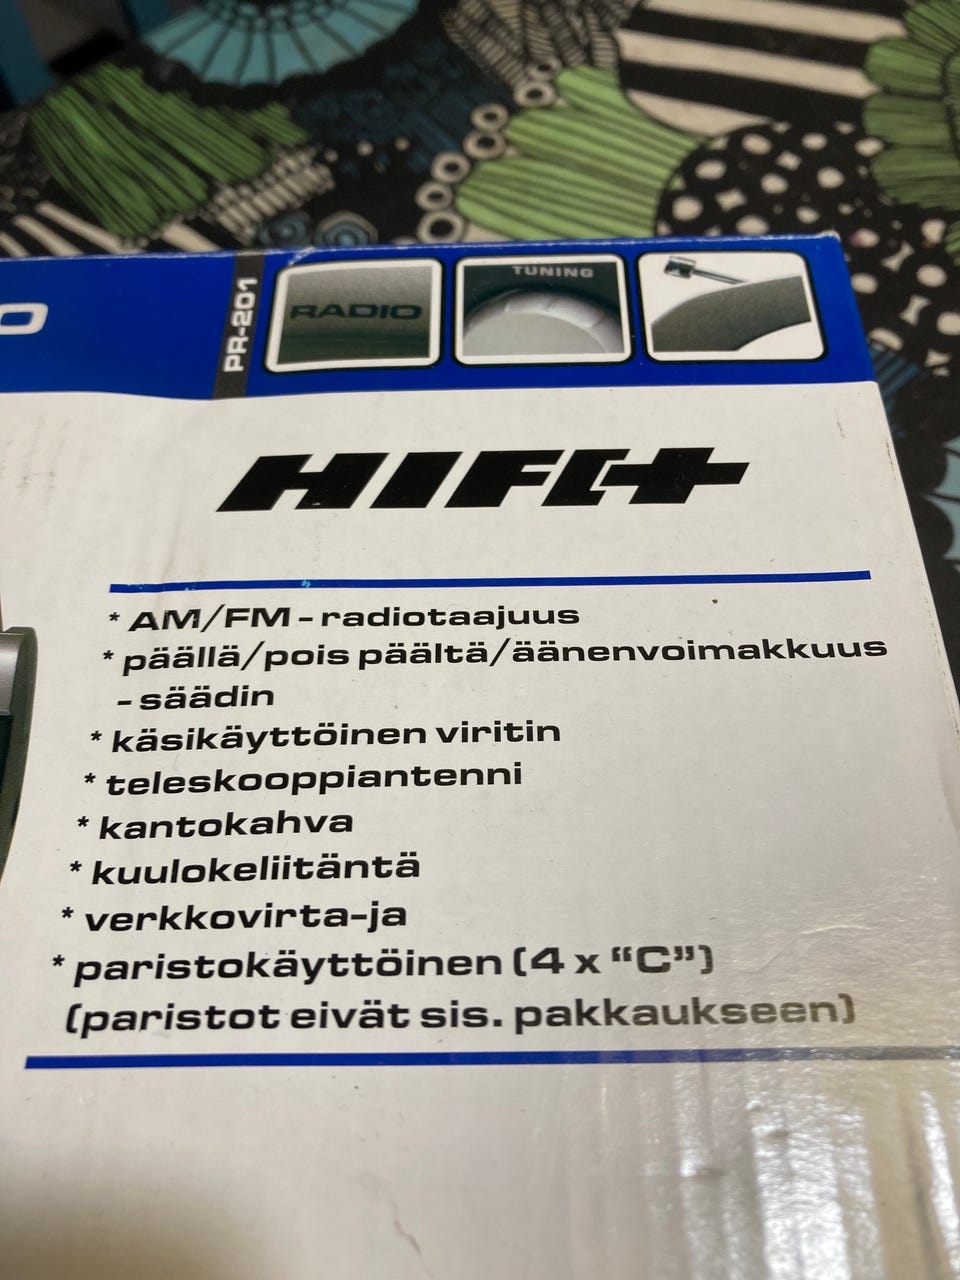 PR-201
RADIO
TUNING
HIFI+
* AM/FM - radiotaajuus
* päällä/pois päältä/äänenvoimakkuus
- säädin
* käsikäyttöinen viritin
* teleskooppiantenni
* kantokahva
* kuulokeliitäntä
* verkkovirta-ja
* paristokäyttöinen (4 x “C”)
(paristot eivät sis. pakkaukseen)